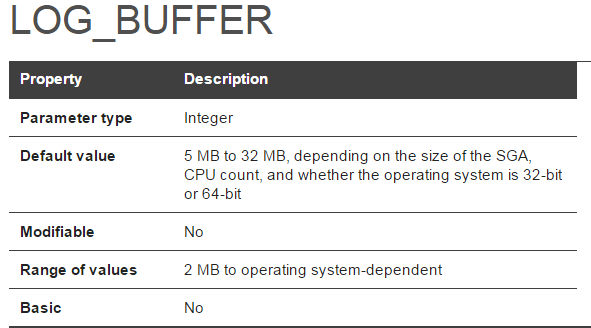 LOG_BUFFER
Property Description
Parameter type Integer
Default value 5 MB to 32 MB, depending on the size of the SGA,
CPU count, and whether the operating system is 32-bit
or 64-bit
Modifiable No
Range of values 2 MB to operating system-dependent
Basic No